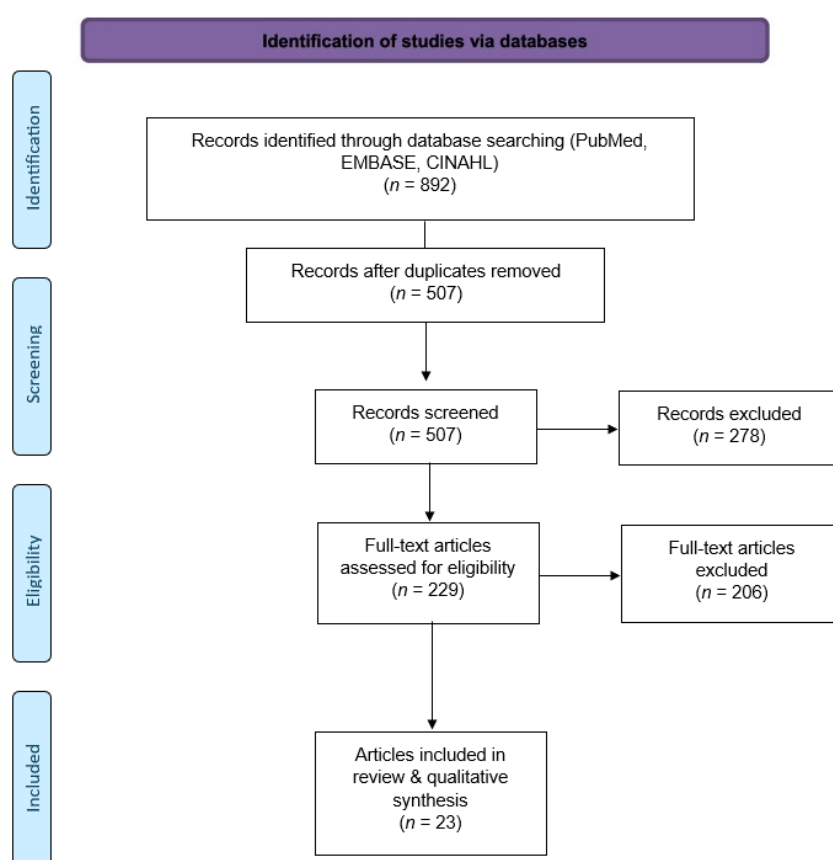 Identification of studies via databases
Identification
Records identified through database searching (PubMed,
EMBASE, CINAHL)
(n = 892)
Records after duplicates removed
(n = 507)
Screening
Records screened
(n = 507)
Records excluded
(n = 278)
Eligibility
Full-text articles
assessed for eligibility
(n = 229)
Full-text articles
excluded
(n = 206)
Included
Articles included in
review & qualitative
synthesis
(n = 23)